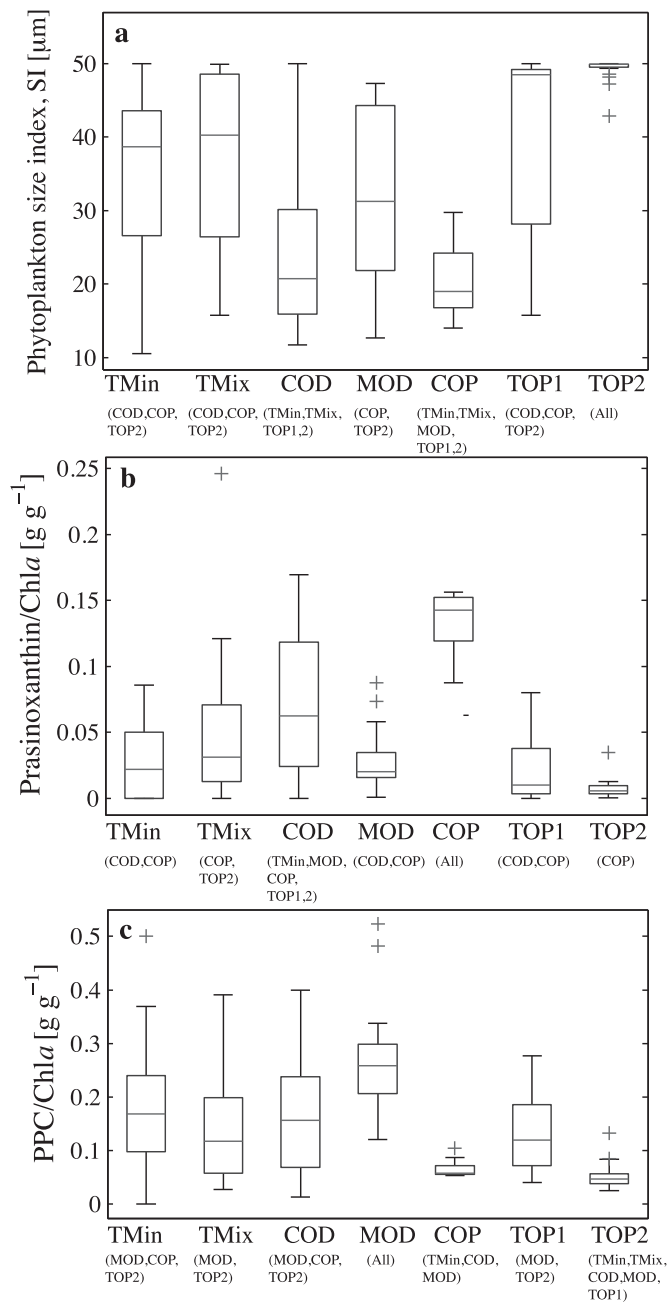 a
Phytoplankton size index, SI [µm]
50
40
30
20
10
TMin TMix COD MOD COP TOP1 TOP2
(COD,COP, (COD,COP, (TMin,TMix, (COP, (TMin,TMix, (COD,COP, (All)
TOP2) TOP2) TOP1,2) TOP2) MOD, TOP2)
TOP1,2)
b
Prasinoxanthin/Chla [g g−1]
0.25
0.2
0.15
0.1
0.05
0
TMin TMix COD MOD COP TOP1 TOP2
(COD,COP) (COP, (TMin,MOD, (COD,COP) (All) (COD,COP) (COP)
TOP2) COP,
TOP1,2)
c
PPC/Chla [g g−1]
0.5
0.4
0.3
0.2
0.1
0
TMin TMix COD MOD COP TOP1 TOP2
(MOD,COP, (MOD, (MOD,COP, (All) (TMin,COD, (MOD, (TMin,TMix,
TOP2) TOP2) TOP2) MOD) TOP2) COD,MOD,
TOP1)